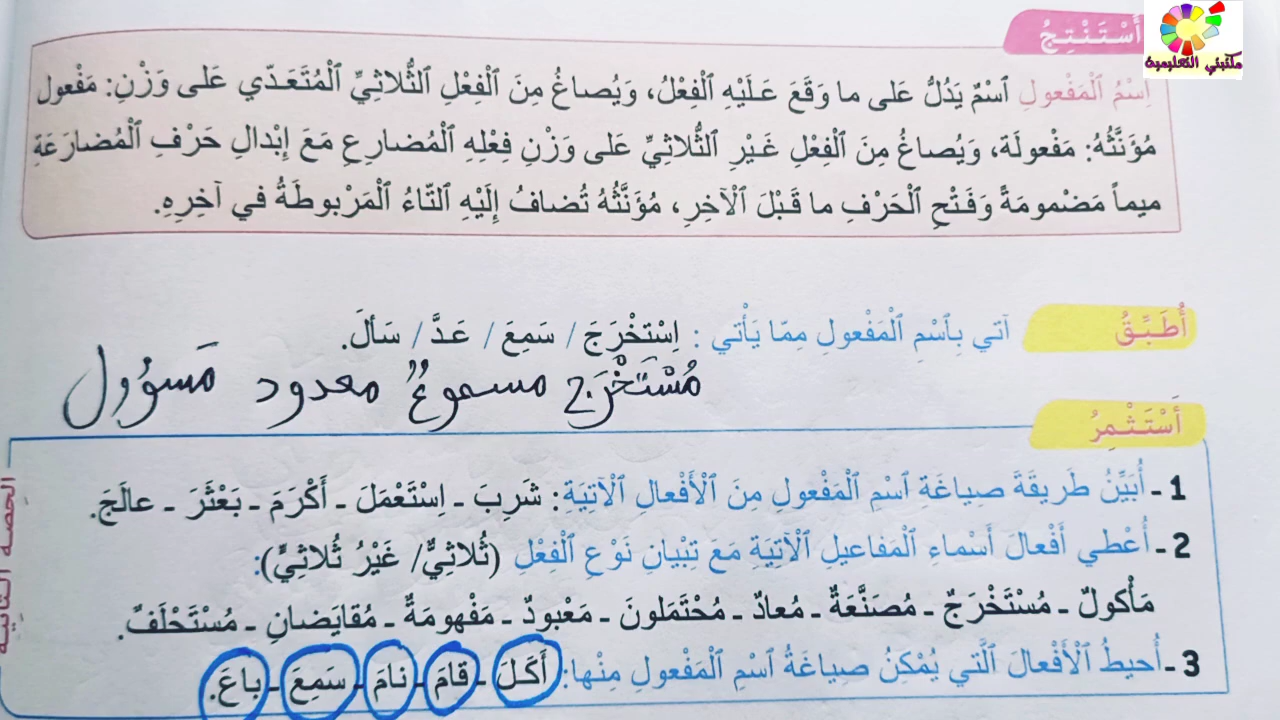 مكتبتي التعليمية
أَسْتَنْتِجُ
اِسْمُ ٱلْمَفْعولِ ٱسْمٌ يَدُلُّ عَلى ما وَقَعَ عَلَيْهِ ٱلْفِعْلُ، وَيُصاغُ مِنَ ٱلْفِعْلِ ٱلثُّلاثِيِّ ٱلْمُتَعَدّي عَلى وَزْنِ: مَفْعول
مُؤَنَّثُهُ: مَفْعولَة، وَيُصاغُ مِنَ ٱلْفِعْلِ غَيْرِ ٱلثُّلاثِيِّ عَلى وَزْنِ فِعْلِهِ ٱلْمُضارِعِ مَعَ إِبْدالِ حَرْفِ ٱلْمُضارَعَةِ
ميماً مَضْمومَةً وَفَتْحِ ٱلْحَرْفِ ما قَبْلَ ٱلْآخِرِ، مُؤَنَّثُهُ تُضافُ إِلَيْهِ ٱلتّاءُ ٱلْمَرْبوطَةُ في آخِرِهِ.
أُطَبِّقُ
آتي بِٱسْمِ ٱلْمَفْعولِ مِمّا يَأْتي : اِسْتَخْرَجَ / سَمِعَ / عَدَّ / سَأَلَ.
مُسْتَخْرَج مسموعٌ معدود مَسؤول
أَسْتَثْمِرُ
1 - أُبَيِّنُ طَريقَةَ صِياغَةِ ٱسْمِ ٱلْمَفْعولِ مِنَ ٱلْأَفْعالِ ٱلْآتِيَةِ: شَرِبَ - اِسْتَعْمَلَ - أَكْرَمَ - بَعْثَرَ - عالَجَ.
2 - أُعْطي أَفْعالَ أَسْماءِ ٱلْمَفاعيلِ ٱلْآتِيَةِ مَعَ تِبْيانِ نَوْعِ ٱلْفِعْلِ (ثُلاثِيٌّ/ غَيْرُ ثُلاثِيٍّ):
مَأْكولٌ - مُسْتَخْرَجٌ - مُصَنَّعَةٌ - مُعادٌ - مُحْتَمَلونَ - مَعْبودٌ - مَفْهومَةٌ - مُقايَضانِ - مُسْتَحْلَفٌ.
3 - أُحيطُ ٱلْأَفْعالَ ٱلَّتي يُمْكِنُ صِياغَةُ ٱسْمِ ٱلْمَفْعولِ مِنْها: أَكَلَ - قامَ - نامَ - سَمِعَ - باعَ.
الحصة الثانية